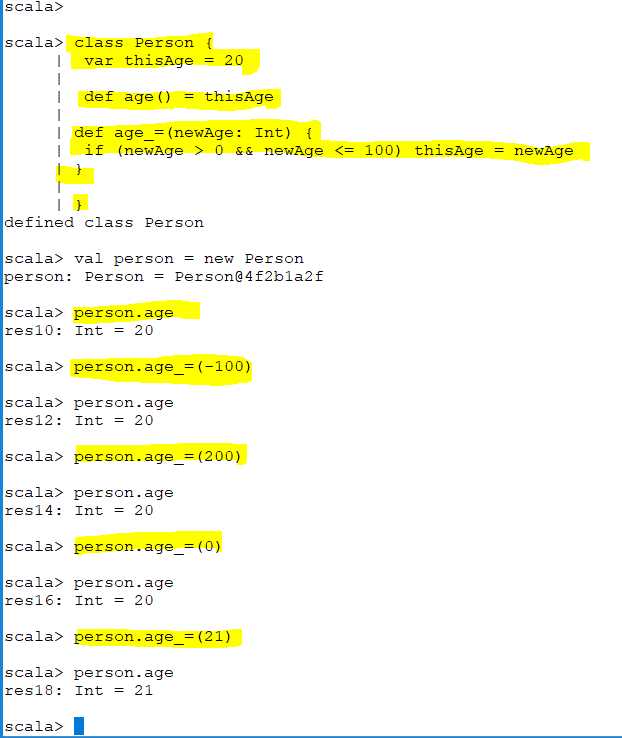 scala>
scala> class Person {
| var thisAge = 20
|
| def age() = thisAge
|
| def age_=(newAge: Int) {
| if (newAge > 0 && newAge <= 100) thisAge = newAge
| }
|
| }
defined class Person
scala> val person = new Person
person: Person = Person@4f2b1a2f
scala> person.age
res10: Int = 20
scala> person.age_=(-100)
scala> person.age
res12: Int = 20
scala> person.age_=(200)
scala> person.age
res14: Int = 20
scala> person.age_=(0)
scala> person.age
res16: Int = 20
scala> person.age_=(21)
scala> person.age
res18: Int = 21
scala>